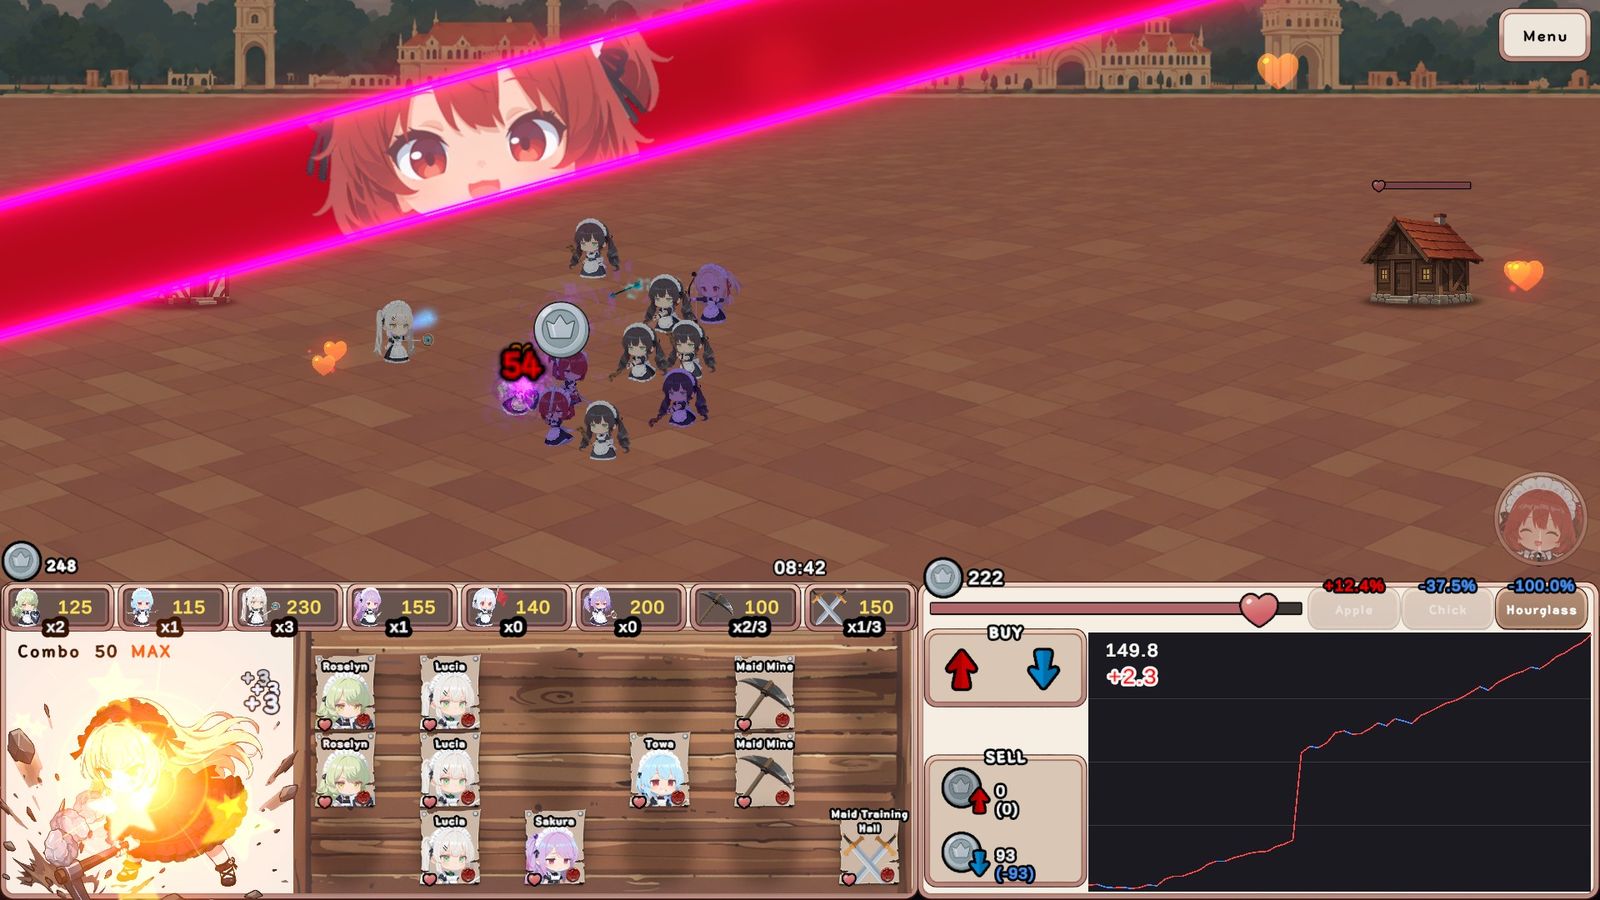 Menu
54
248
08:42
222
125
x2
115
x1
230
x3
155
x1
140
x0
200
x0
100
x2/3
150
x1/3
+12.4%
Apple
-37.5%
Chick
-100.0%
Hourglass
Combo 50 MAX
+3
+3
+3
Roselyn
Lucia
Maid Mine
Roselyn
Lucia
Towa
Maid Mine
Lucia
Sakura
Maid Training
Hall
BUY
SELL
0
(0)
93
(-93)
149.8
+2.3